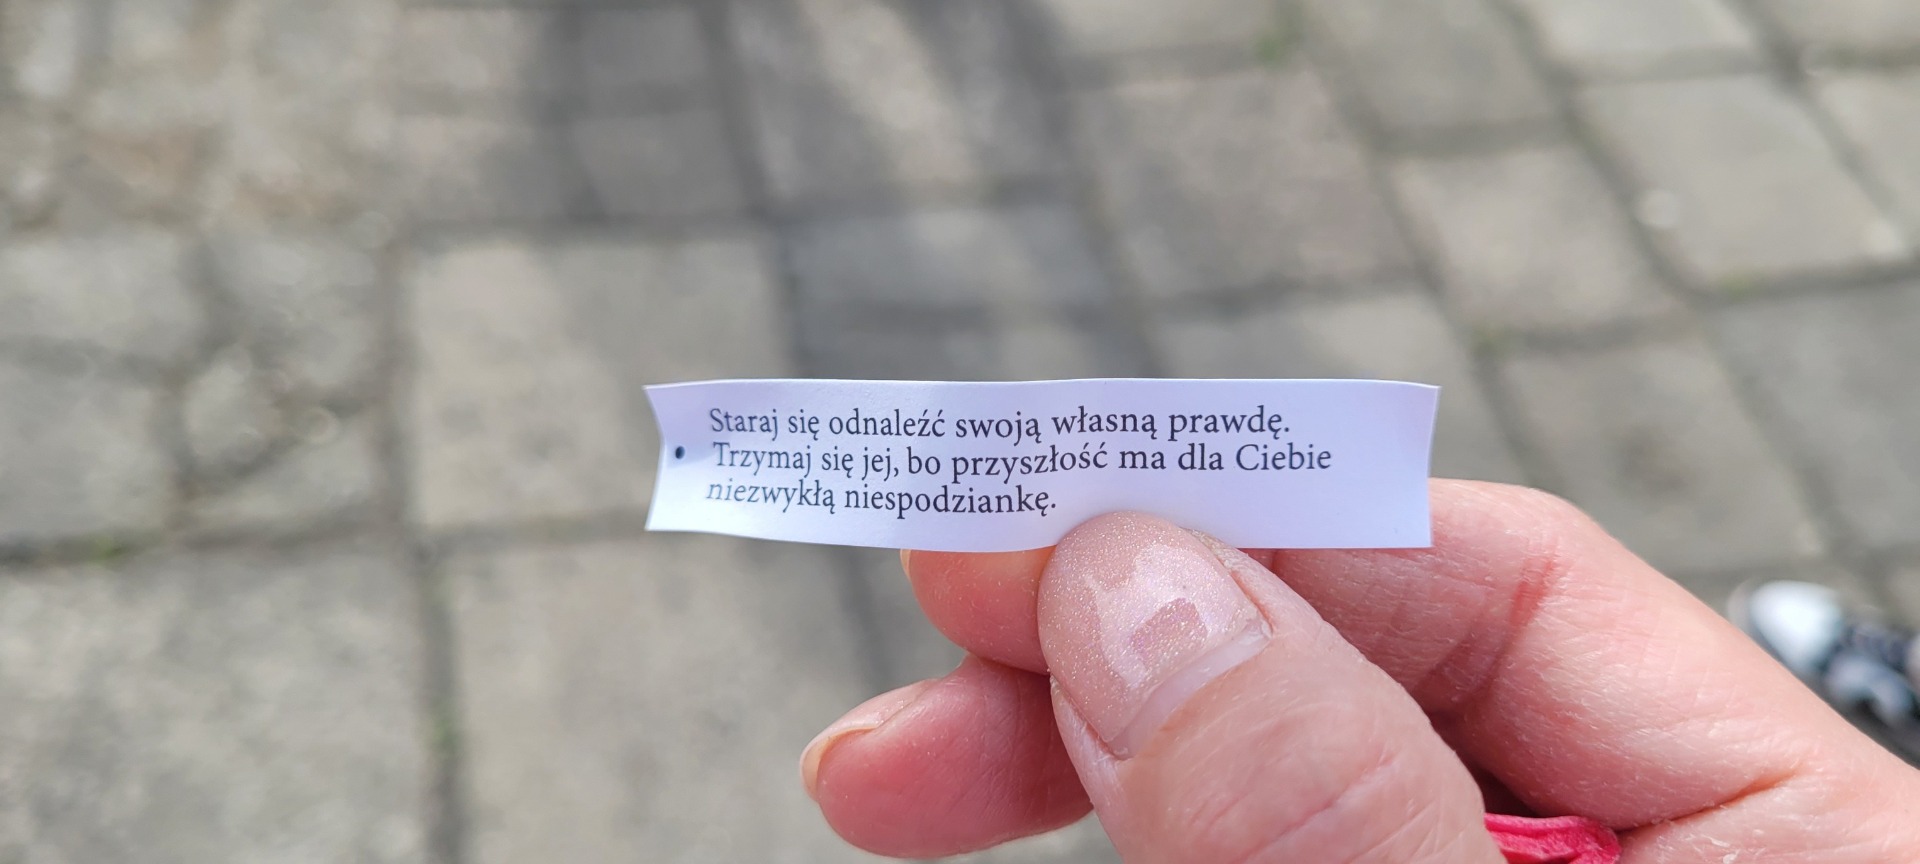 Staraj się odnaleźć swoją własną prawdę.
Trzymaj się jej, bo przyszłość ma dla Ciebie
niezwykłą niespodziankę.